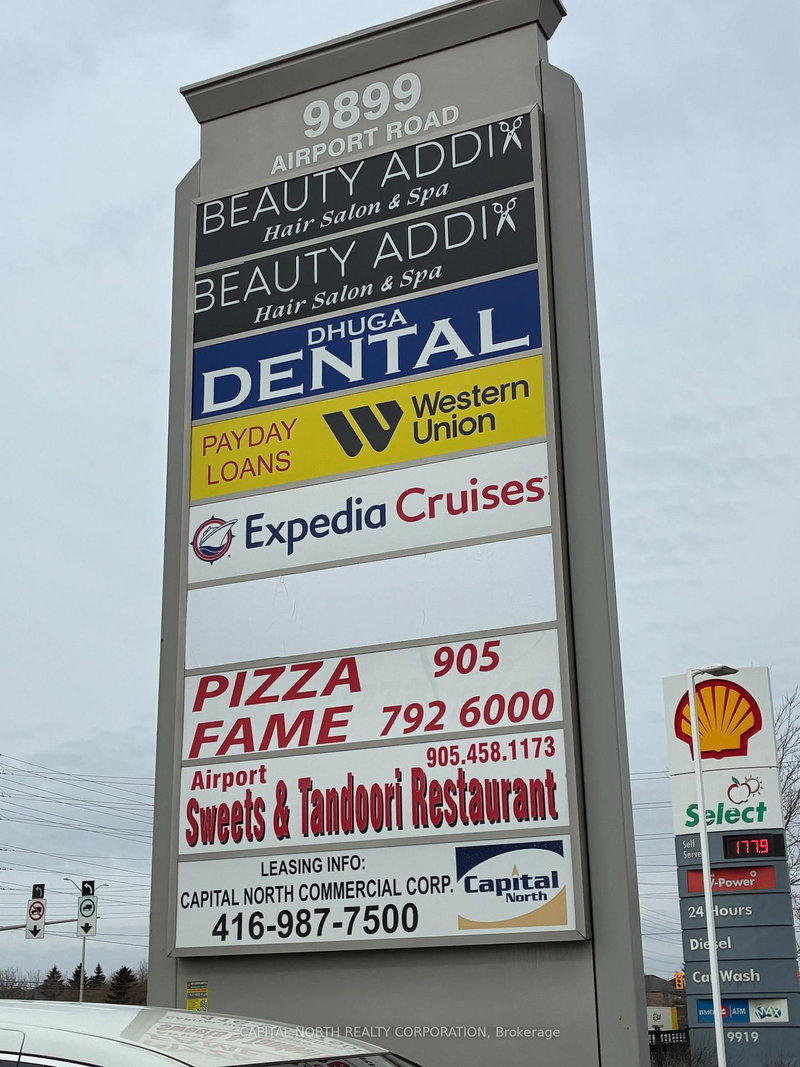 9899
AIRPORT ROAD
BEAUTY ADDIX
Hair Salon & Spa
BEAUTY ADDIX
Hair Salon & Spa
DHUGA
DENTAL
PAYDAY
LOANS
Western
Union
Expedia Cruises
PIZZA
FAME
905
792 6000
905.458.1173
Airport
Sweets & Tandoori Restaurant
LEASING INFO:
CAPITAL NORTH COMMERCIAL CORP.
416-987-7500
Capital
North
Select
Self
Serve
177.9
V-Power
24 Hours
Diesel
Car Wash
BMO
ATM
9919
CAPITAL NORTH REALTY CORPORATION, Brokerage